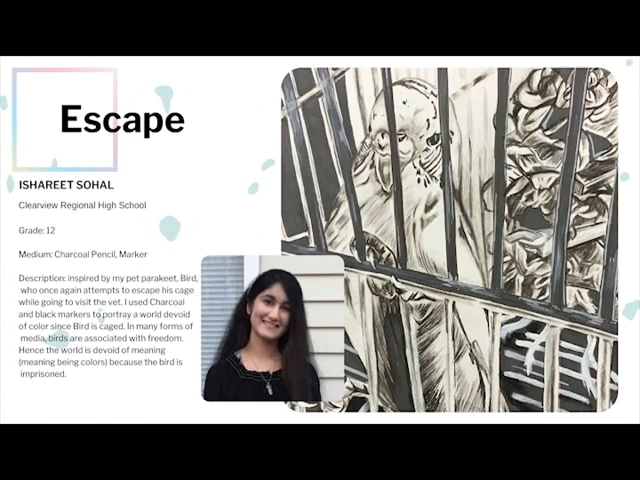 Escape
ISHAREET SOHAL
Clearview Regional High School
Grade: 12
Medium: Charcoal Pencil, Marker
Description: inspired by my pet parakeet, Bird,
who once again attempts to escape his cage
while going to visit the vet. I used Charcoal
and black markers to portray a world devoid
of color since Bird is caged. In many forms of
media, birds are associated with freedom.
Hence the world is devoid of meaning
(meaning being colors) because the bird is
imprisoned.